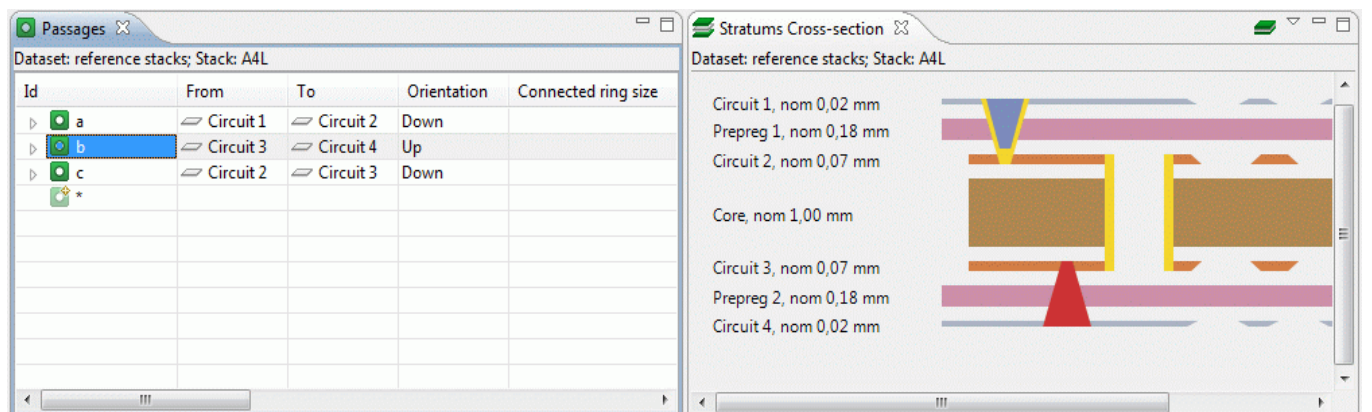 Passages
Dataset: reference stacks; Stack: A4L
Id From To Orientation Connected ring size
a Circuit 1 Circuit 2 Down
b Circuit 3 Circuit 4 Up
c Circuit 2 Circuit 3 Down
*
Stratums Cross-section
Dataset: reference stacks; Stack: A4L
Circuit 1, nom 0,02 mm
Prepreg 1, nom 0,18 mm
Circuit 2, nom 0,07 mm
Core, nom 1,00 mm
Circuit 3, nom 0,07 mm
Prepreg 2, nom 0,18 mm
Circuit 4, nom 0,02 mm